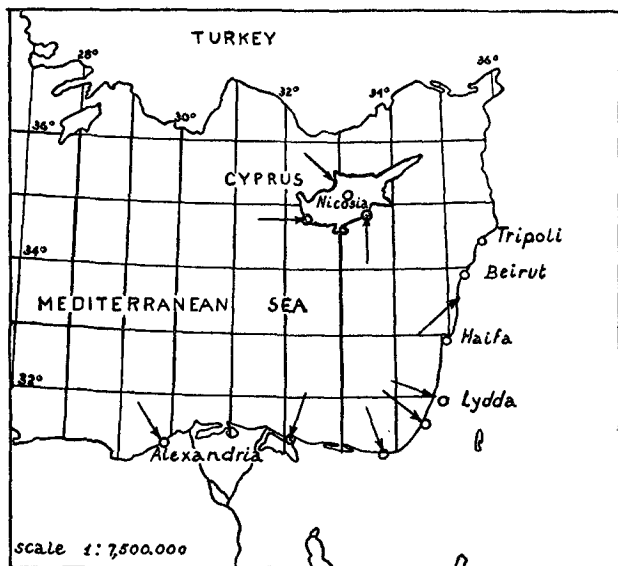 TURKEY
28°
30°
32°
34°
36°
36°
CYPRUS
Nicosia
Tripoli
34°
Beirut
MEDITERRANEAN SEA
Haifa
32°
Lydda
Alexandria
scale 1:7,500.000